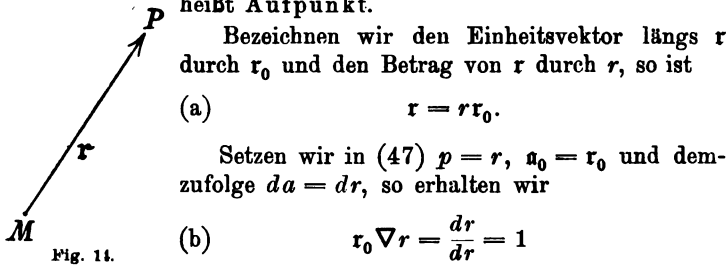 heißt Aufpunkt.
P
Bezeichnen wir den Einheitsvektor längs 𝔯
durch 𝔯₀ und den Betrag von 𝔯 durch r, so ist
(a) 𝔯 = r𝔯₀.
𝔯
Setzen wir in (47) p = r, 𝔞₀ = 𝔯₀ und dem-
zufolge da = dr, so erhalten wir
M
Fig. 14.
(b) 𝔯₀∇r = dr/dr = 1